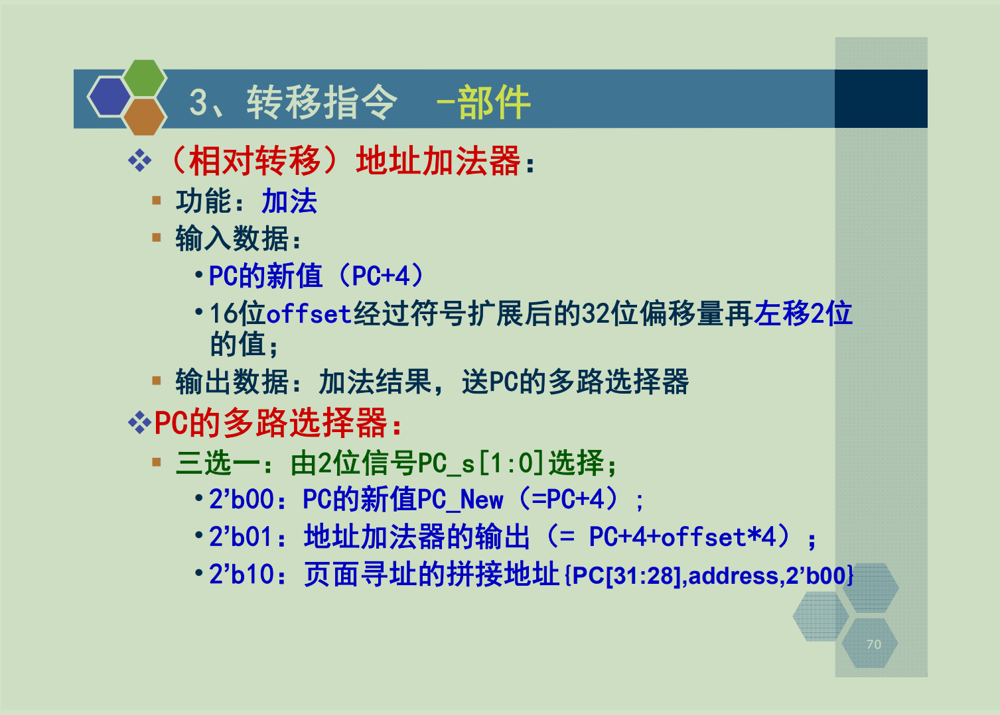 3、转移指令 -部件
（相对转移）地址加法器：
功能：加法
输入数据：
•PC的新值（PC+4）
•16位offset经过符号扩展后的32位偏移量再左移2位
的值；
输出数据：加法结果，送PC的多路选择器
PC的多路选择器：
三选一：由2位信号PC_s[1:0]选择；
•2’b00：PC的新值PC_New（=PC+4）;
•2’b01：地址加法器的输出（= PC+4+offset*4）；
•2’b10：页面寻址的拼接地址{PC[31:28],address,2’b00}
70